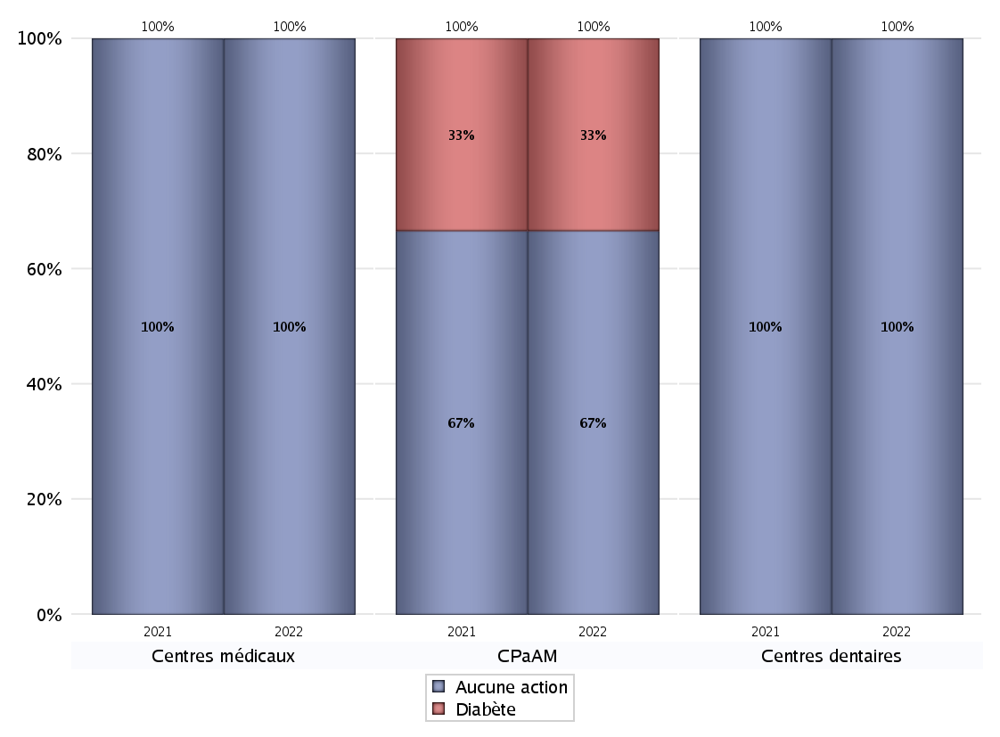 100% 100% 100% 100% 100% 100%
100%
33% 33%
80%
60%
100% 100% 100% 100%
40%
67% 67%
20%
0%
2021 2022 2021 2022 2021 2022
Centres médicaux CPaAM Centres dentaires
Aucune action
Diabète